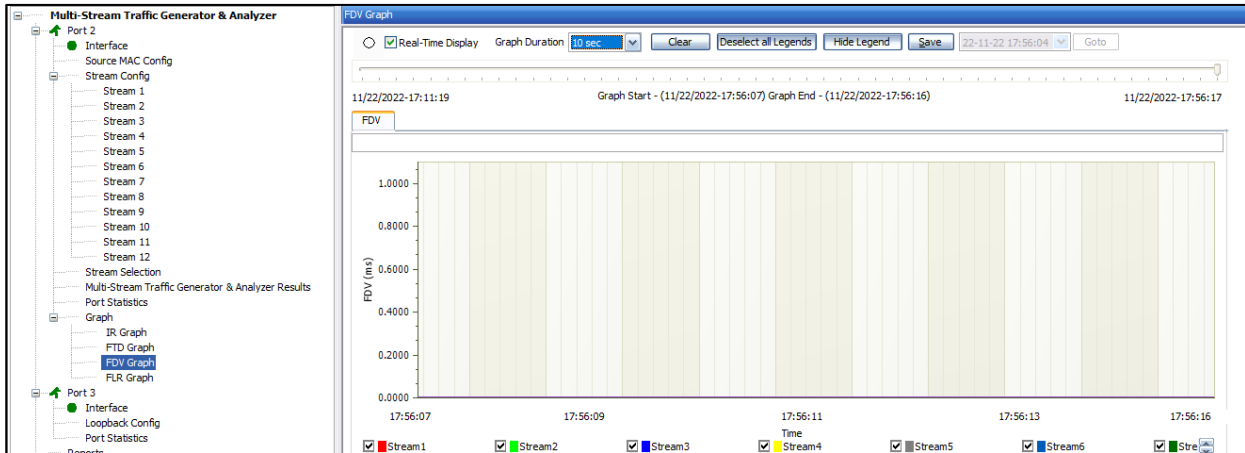 Multi-Stream Traffic Generator & Analyzer
Port 2
Interface
Source MAC Config
Stream Config
Stream 1
Stream 2
Stream 3
Stream 4
Stream 5
Stream 6
Stream 7
Stream 8
Stream 9
Stream 10
Stream 11
Stream 12
Stream Selection
Multi-Stream Traffic Generator & Analyzer Results
Port Statistics
Graph
IR Graph
FTD Graph
FDV Graph
FLR Graph
Port 3
Interface
Loopback Config
Port Statistics
Reports
FDV Graph
Real-Time Display Graph Duration 10 sec Clear Deselect all Legends Hide Legend Save 22-11-22 17:56:04 Goto
11/22/2022-17:11:19 Graph Start - (11/22/2022-17:56:07) Graph End - (11/22/2022-17:56:16) 11/22/2022-17:56:17
FDV
FDV (ms)
1.0000
0.8000
0.6000
0.4000
0.2000
0.0000
17:56:07 17:56:09 17:56:11 17:56:13 17:56:16
Time
Stream1 Stream2 Stream3 Stream4 Stream5 Stream6 Stre